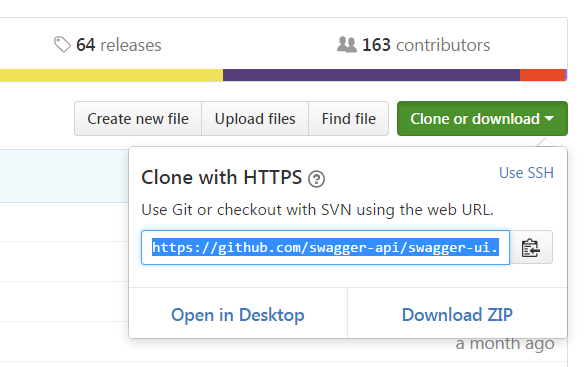 64 releases
163 contributors
Create new file
Upload files
Find file
Clone or download
Clone with HTTPS
Use SSH
Use Git or checkout with SVN using the web URL.
https://github.com/swagger-api/swagger-ui.
Open in Desktop
Download ZIP
a month ago